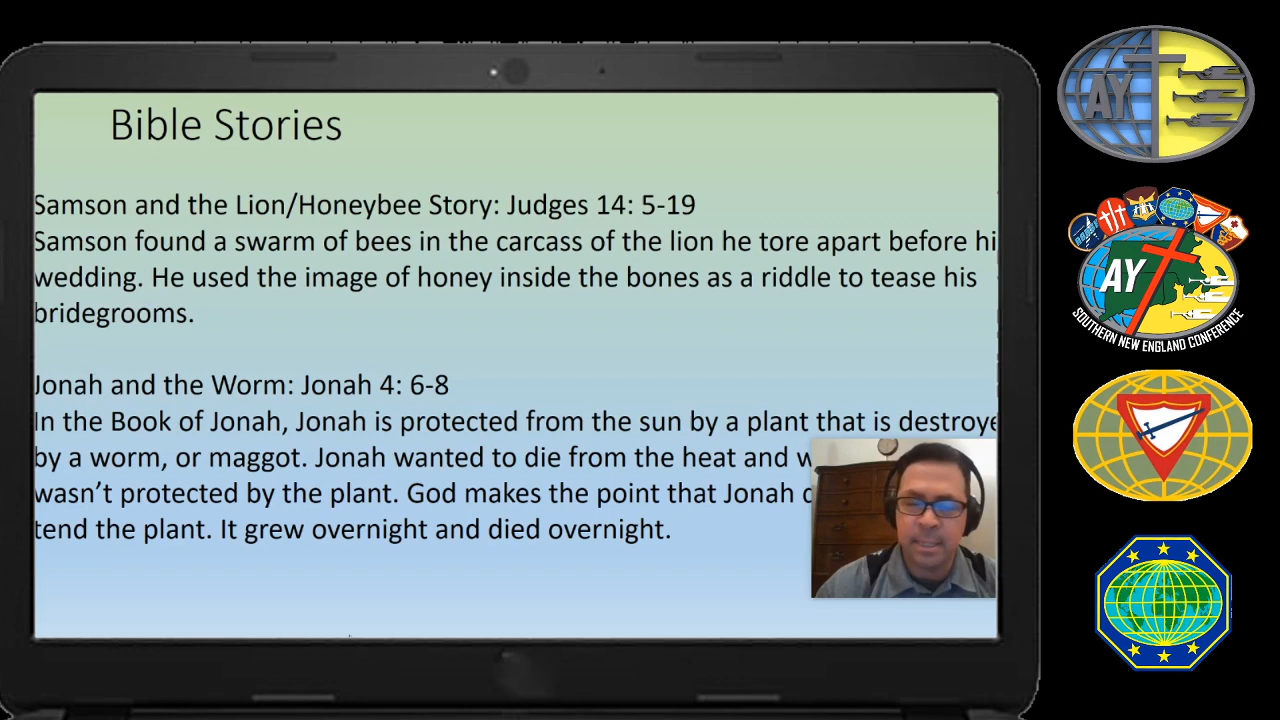 Bible Stories
Samson and the Lion/Honeybee Story: Judges 14: 5-19
Samson found a swarm of bees in the carcass of the lion he tore apart before hi
wedding. He used the image of honey inside the bones as a riddle to tease his
bridegrooms.
Jonah and the Worm: Jonah 4: 6-8
In the Book of Jonah, Jonah is protected from the sun by a plant that is destroye
by a worm, or maggot. Jonah wanted to die from the heat and w
wasn't protected by the plant. God makes the point that Jonah
tend the plant. It grew overnight and died overnight.
AY
AY
SOUTHERN NEW ENGLAND CONFERENCE